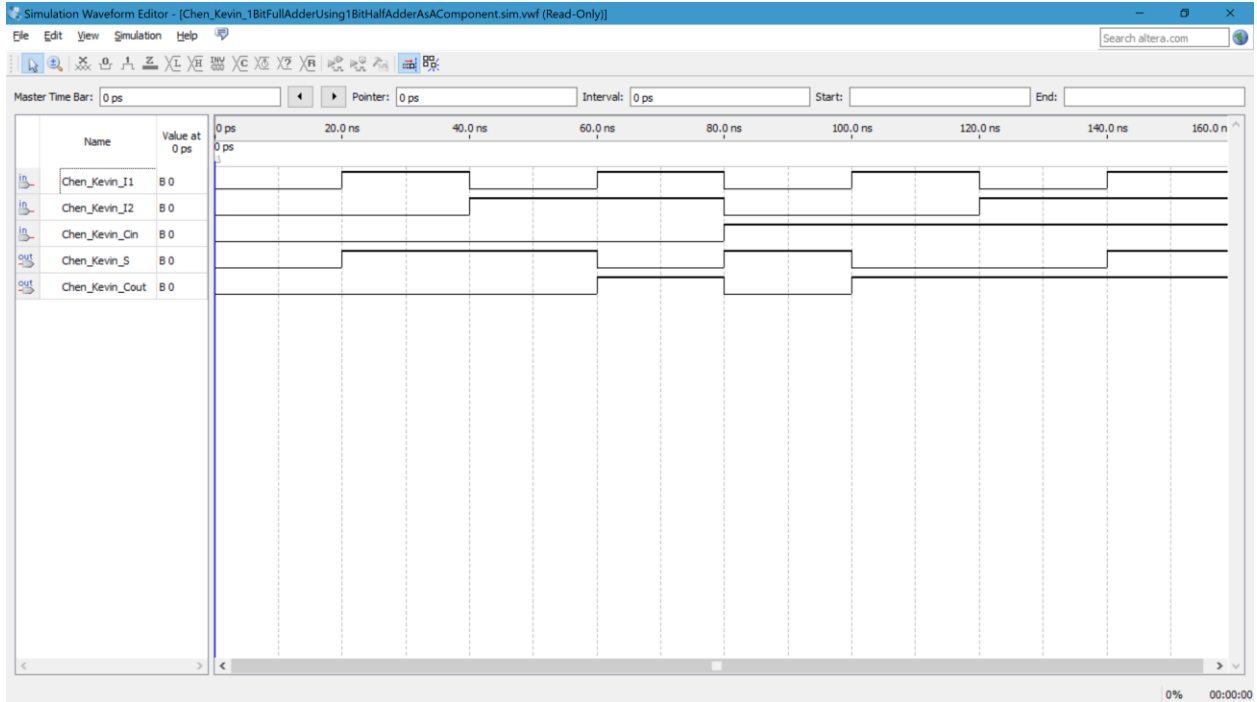 Simulation Waveform Editor - [Chen_Kevin_1BitFullAdderUsing1BitHalfAdderAsAComponent.sim.vwf (Read-Only)]
File Edit View Simulation Help
Search altera.com
Master Time Bar: 0 ps Pointer: 0 ps Interval: 0 ps Start: End:
Name Value at 0 ps 20.0 ns 40.0 ns 60.0 ns 80.0 ns 100.0 ns 120.0 ns 140.0 ns 160.0 n
0 ps 0 ps
in Chen_Kevin_I1 B 0
in Chen_Kevin_I2 B 0
in Chen_Kevin_Cin B 0
out Chen_Kevin_S B 0
out Chen_Kevin_Cout B 0
0% 00:00:00